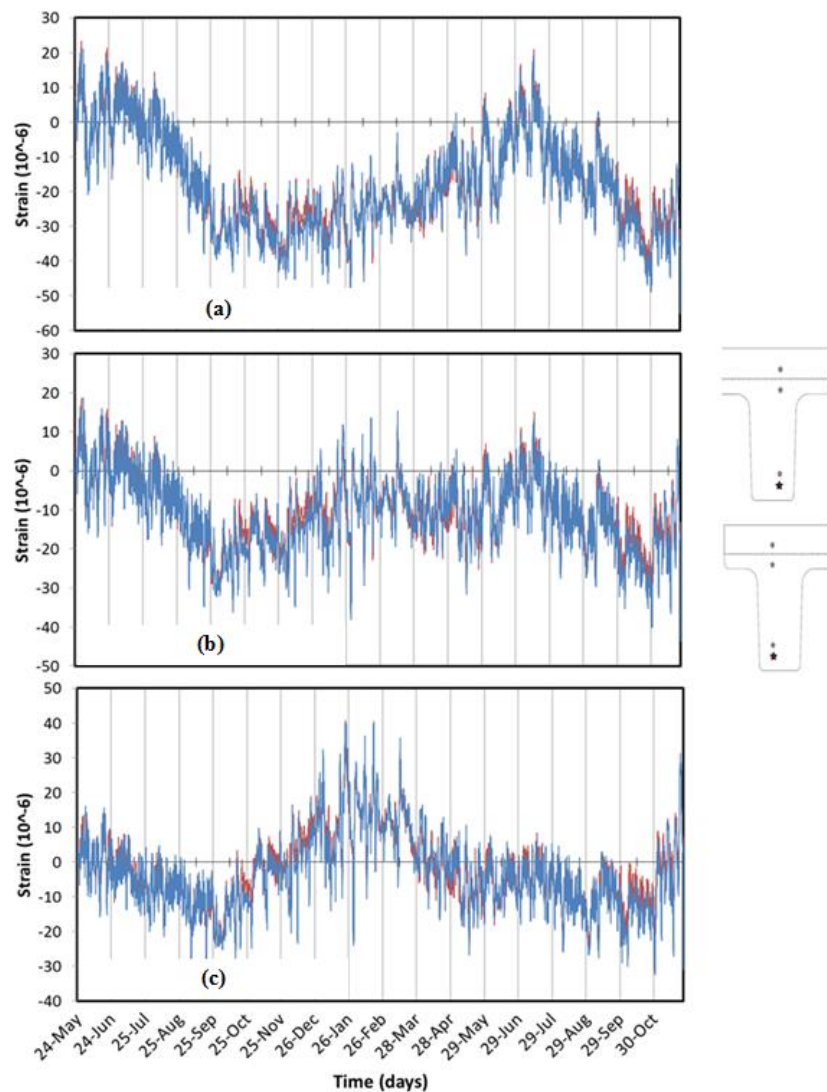 30
20
10
0
-10
-20
-30
-40
-50
-60
Strain (10^-6)
(a)
30
20
10
0
-10
-20
-30
-40
-50
Strain (10^-6)
(b)
50
40
30
20
10
0
-10
-20
-30
-40
Strain (10^-6)
(c)
24-May
24-Jun
25-Jul
25-Aug
25-Sep
25-Oct
25-Nov
26-Dec
26-Jan
26-Feb
28-Mar
28-Apr
29-May
29-Jun
29-Jul
29-Aug
29-Sep
30-Oct
Time (days)